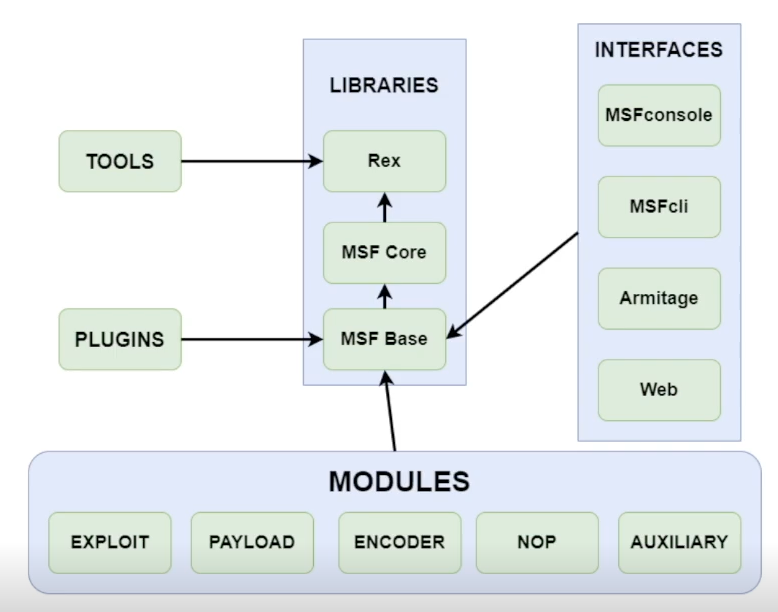 INTERFACES
LIBRARIES
MSFconsole
TOOLS
Rex
MSFcli
MSF Core
Armitage
PLUGINS
MSF Base
Web
MODULES
EXPLOIT
PAYLOAD
ENCODER
NOP
AUXILIARY